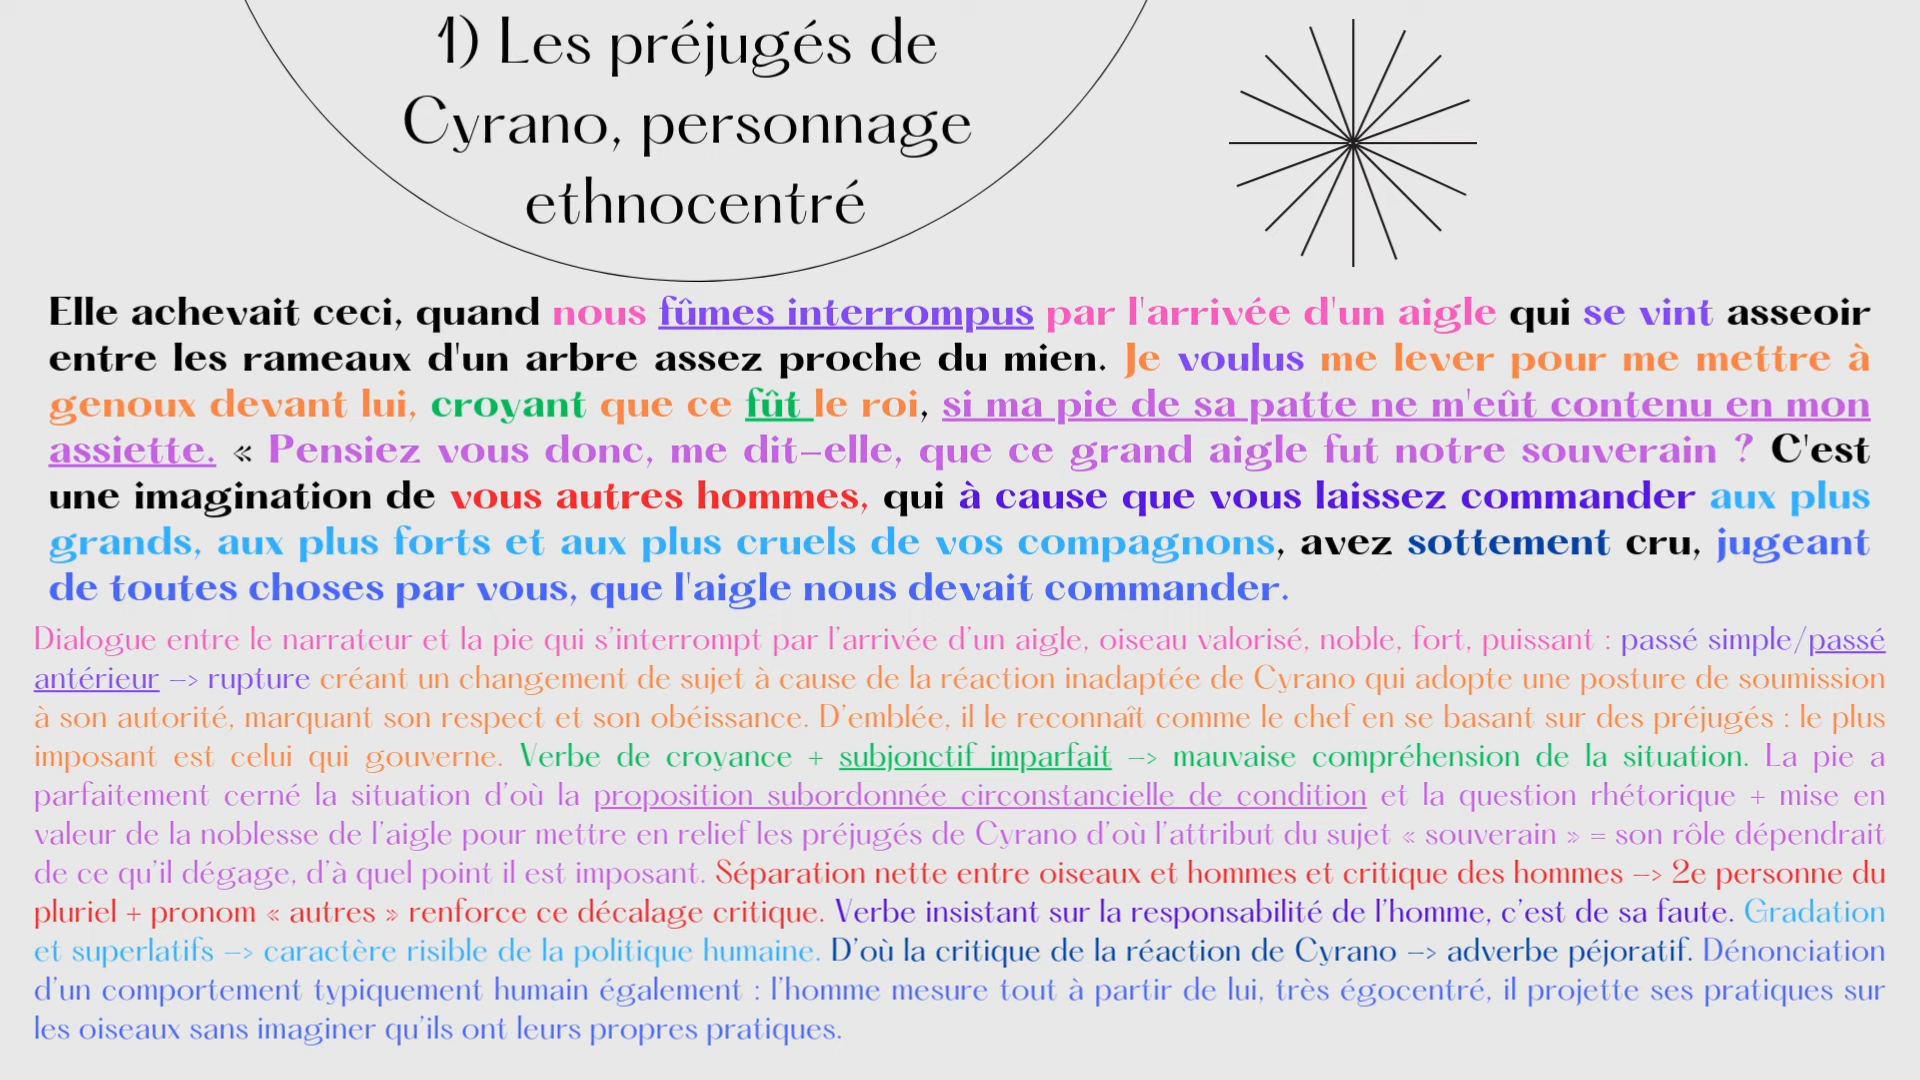 1) Les préjugés de
Cyrano, personnage
ethnocentré
Elle achevait ceci, quand nous fûmes interrompus par l'arrivée d'un aigle qui se vint asseoir
entre les rameaux d'un arbre assez proche du mien. Je voulus me lever pour me mettre à
genoux devant lui, croyant que ce fût le roi, si ma pie de sa patte ne m'eût contenu en mon
assiette. « Pensiez vous donc, me dit-elle, que ce grand aigle fut notre souverain ? C'est
une imagination de vous autres hommes, qui à cause que vous laissez commander aux plus
grands, aux plus forts et aux plus cruels de vos compagnons, avez sottement cru, jugeant
de toutes choses par vous, que l'aigle nous devait commander.
Dialogue entre le narrateur et la pie qui s'interrompt par l'arrivée d'un aigle, oiseau valorisé, noble, fort, puissant : passé simple/passé
antérieur -> rupture créant un changement de sujet à cause de la réaction inadaptée de Cyrano qui adopte une posture de soumission
à son autorité, marquant son respect et son obéissance. D'emblée, il le reconnaît comme le chef en se basant sur des préjugés : le plus
imposant est celui qui gouverne. Verbe de croyance + subjonctif imparfait -> mauvaise compréhension de la situation. La pie a
parfaitement cerné la situation d'où la proposition subordonnée circonstancielle de condition et la question rhétorique + mise en
valeur de la noblesse de l'aigle pour mettre en relief les préjugés de Cyrano d'où l'attribut du sujet « souverain » = son rôle dépendrait
de ce qu'il dégage, d'à quel point il est imposant. Séparation nette entre oiseaux et hommes et critique des hommes -> 2e personne du
pluriel + pronom « autres » renforce ce décalage critique. Verbe insistant sur la responsabilité de l'homme, c'est de sa faute. Gradation
et superlatifs -> caractère risible de la politique humaine. D'où la critique de la réaction de Cyrano -> adverbe péjoratif. Dénonciation
d'un comportement typiquement humain également : l'homme mesure tout à partir de lui, très égocentré, il projette ses pratiques sur
les oiseaux sans imaginer qu'ils ont leurs propres pratiques.